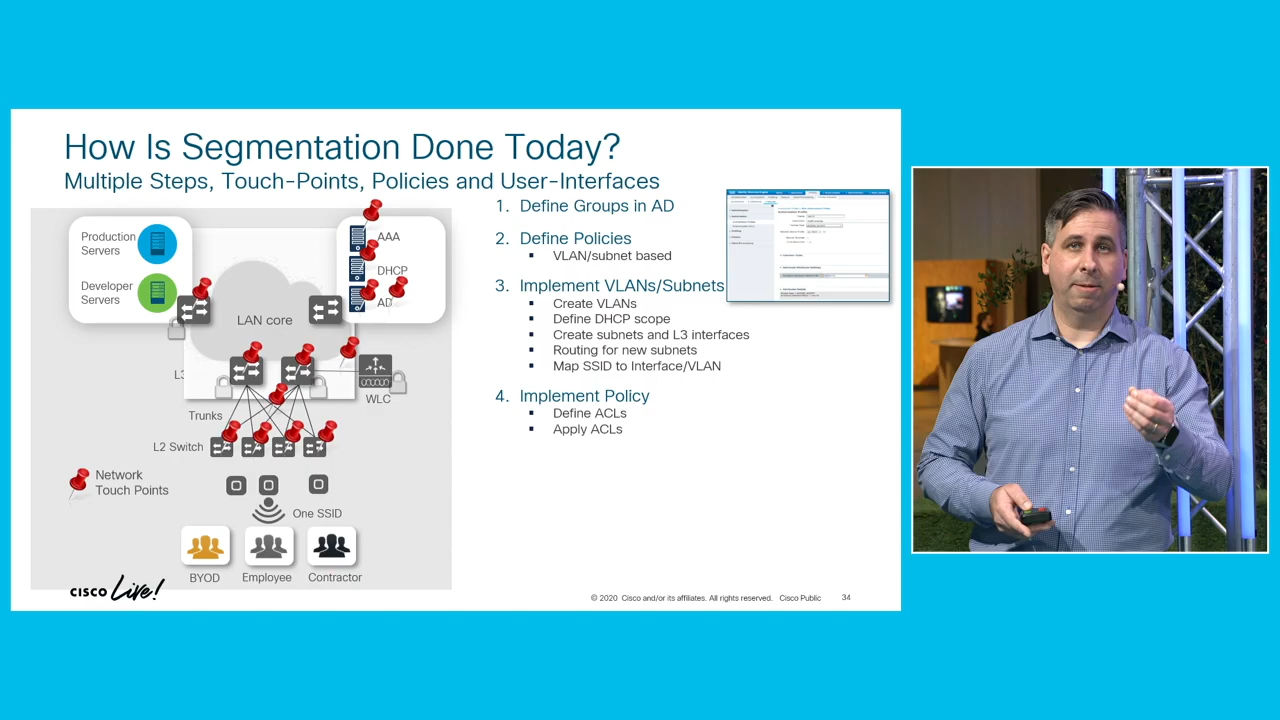 How Is Segmentation Done Today?
Multiple Steps, Touch-Points, Policies and User-Interfaces
Production
Servers
Developer
Servers
AAA
DHCP
AD
LAN core
L3
WLC
Trunks
L2 Switch
Network
Touch Points
One SSID
BYOD
Employee
Contractor
1. Define Groups in AD
2. Define Policies
▪ VLAN/subnet based
3. Implement VLANs/Subnets
▪ Create VLANs
▪ Define DHCP scope
▪ Create subnets and L3 interfaces
▪ Routing for new subnets
▪ Map SSID to Interface/VLAN
4. Implement Policy
▪ Define ACLs
▪ Apply ACLs
CISCO Live!
© 2020 Cisco and/or its affiliates. All rights reserved. Cisco Public 34